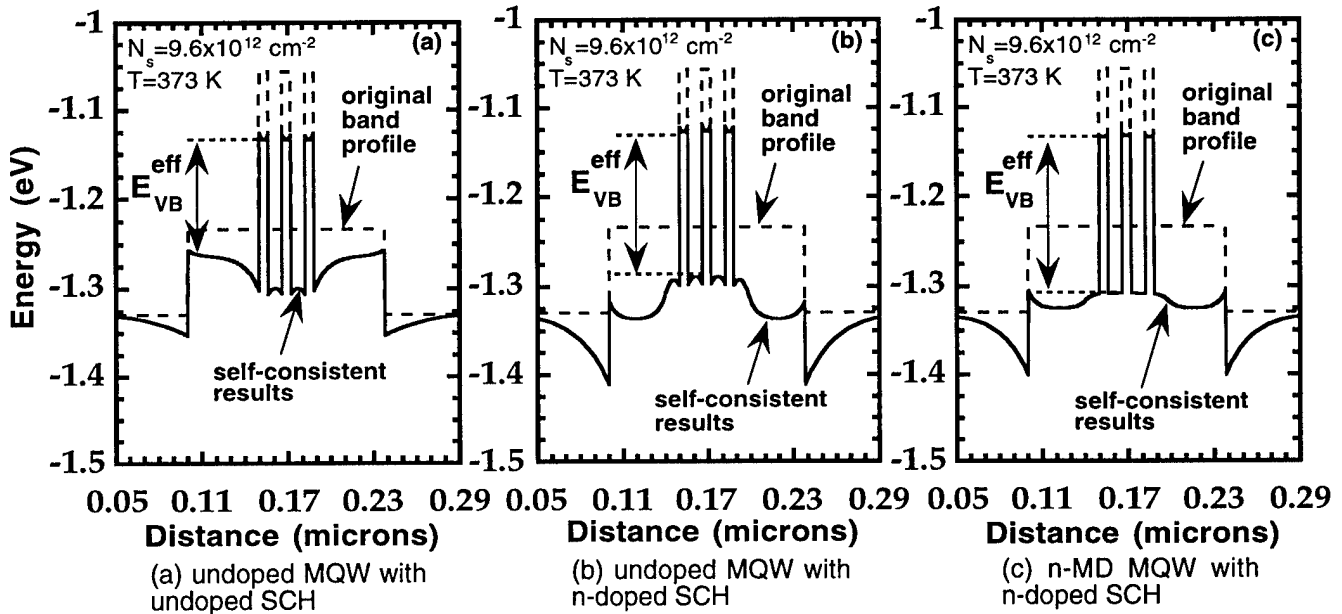 -1
-1.1
-1.2
-1.3
-1.4
-1.5
Energy (eV)
N_s=9.6x10^12 cm^-2
(a)
T=373 K
original
band
profile
E_VB^eff
self-consistent
results
0.05 0.11 0.17 0.23 0.29
Distance (microns)
(a) undoped MQW with
undoped SCH
-1
-1.1
-1.2
-1.3
-1.4
-1.5
N_s=9.6x10^12 cm^-2
(b)
T=373 K
original
band
profile
E_VB^eff
self-consistent
results
0.05 0.11 0.17 0.23 0.29
Distance (microns)
(b) undoped MQW with
n-doped SCH
-1
-1.1
-1.2
-1.3
-1.4
-1.5
N_s=9.6x10^12 cm^-2
(c)
T=373 K
original
band
profile
E_VB^eff
self-consistent
results
0.05 0.11 0.17 0.23 0.29
Distance (microns)
(c) n-MD MQW with
n-doped SCH